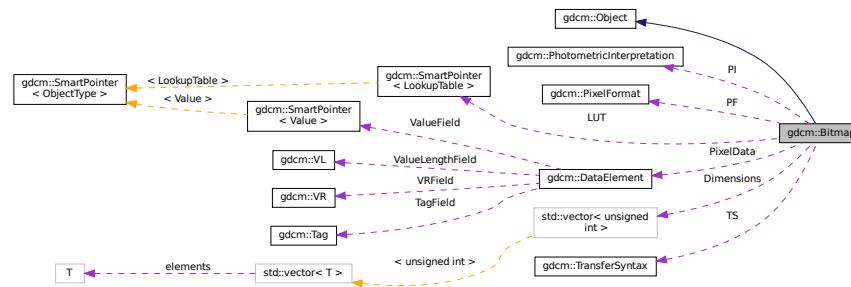 gdcm::Object
gdcm::PhotometricInterpretation
gdcm::SmartPointer
< LookupTable >
gdcm::SmartPointer
< ObjectType >
< LookupTable >
PI
gdcm::PixelFormat
PF
< Value >
gdcm::SmartPointer
< Value >
ValueField
LUT
gdcm::Bitmap
gdcm::VL
ValueLengthField
PixelData
gdcm::DataElement
Dimensions
VRField
gdcm::VR
TagField
std::vector< unsigned
int >
TS
gdcm::Tag
< unsigned int >
gdcm::TransferSyntax
T
elements
std::vector< T >